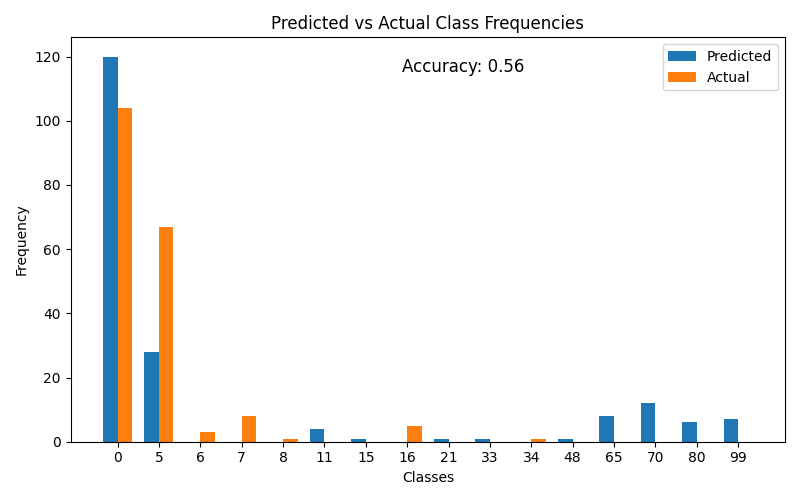 Predicted vs Actual Class Frequencies
Accuracy: 0.56
Predicted
Actual
Frequency
120
100
80
60
40
20
0
0 5 6 7 8 11 15 16 21 33 34 48 65 70 80 99
Classes